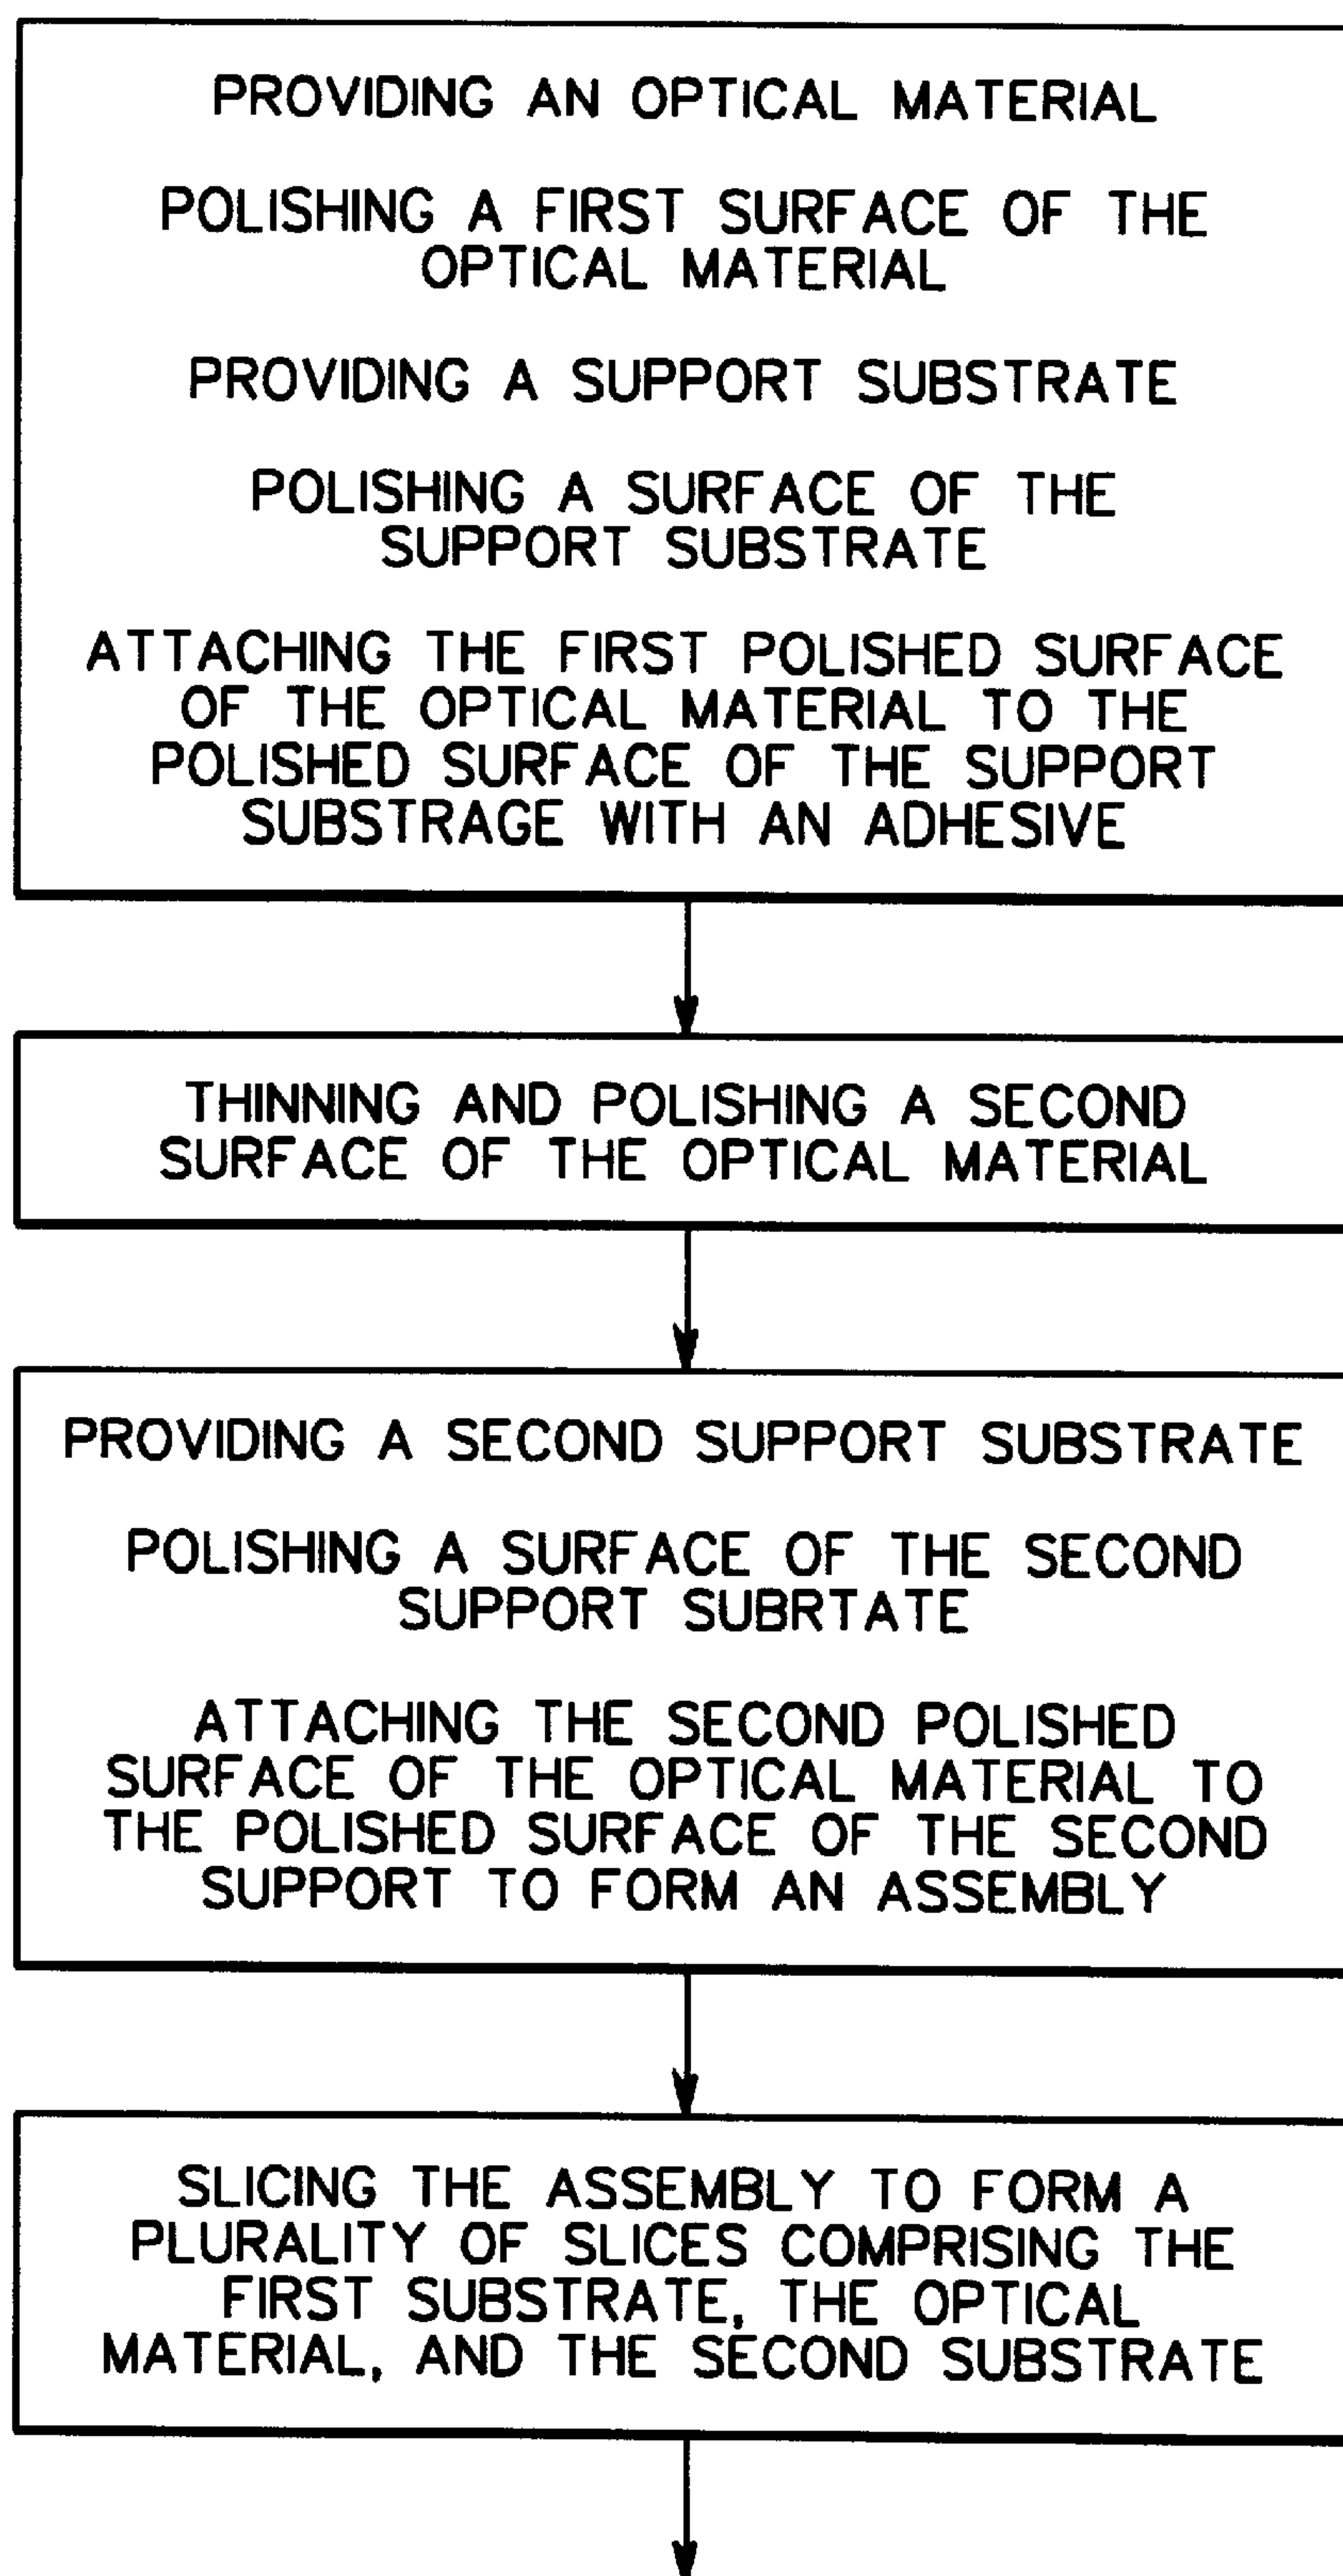 PROVIDING AN OPTICAL MATERIAL
POLISHING A FIRST SURFACE OF THE
OPTICAL MATERIAL
PROVIDING A SUPPORT SUBSTRATE
POLISHING A SURFACE OF THE
SUPPORT SUBSTRATE
ATTACHING THE FIRST POLISHED SURFACE
OF THE OPTICAL MATERIAL TO THE
POLISHED SURFACE OF THE SUPPORT
SUBSTRAGE WITH AN ADHESIVE
THINNING AND POLISHING A SECOND
SURFACE OF THE OPTICAL MATERIAL
PROVIDING A SECOND SUPPORT SUBSTRATE
POLISHING A SURFACE OF THE SECOND
SUPPORT SUBRTATE
ATTACHING THE SECOND POLISHED
SURFACE OF THE OPTICAL MATERIAL TO
THE POLISHED SURFACE OF THE SECOND
SUPPORT TO FORM AN ASSEMBLY
SLICING THE ASSEMBLY TO FORM A
PLURALITY OF SLICES COMPRISING THE
FIRST SUBSTRATE, THE OPTICAL
MATERIAL, AND THE SECOND SUBSTRATE